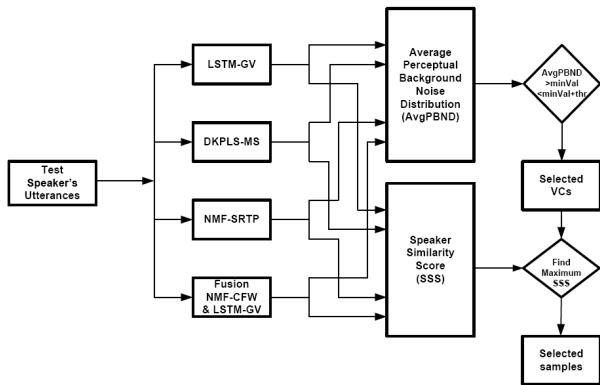 Test
Speaker's
Utterances
LSTM-GV
DKPLS-MS
NMF-SRTP
Fusion
NMF-CFW
& LSTM-GV
Average
Perceptual
Background
Noise
Distribution
(AvgPBND)
Speaker
Similarity
Score
(SSS)
AvgPBND
>minVal
<minVal+thr
Selected
VCs
Find
Maximum
SSS
Selected
samples